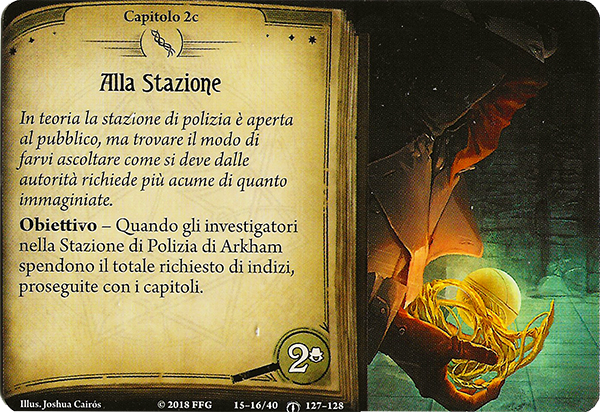 Capitolo 2c
Alla Stazione
In teoria la stazione di polizia è aperta
al pubblico, ma trovare il modo di
farvi ascoltare come si deve dalle
autorità richiede più acume di quanto
immaginiate.
Obiettivo – Quando gli investigatori
nella Stazione di Polizia di Arkham
spendono il totale richiesto di indizi,
proseguite con i capitoli.
2
Illus. Joshua Cairós © 2018 FFG 15–16/40 127–128